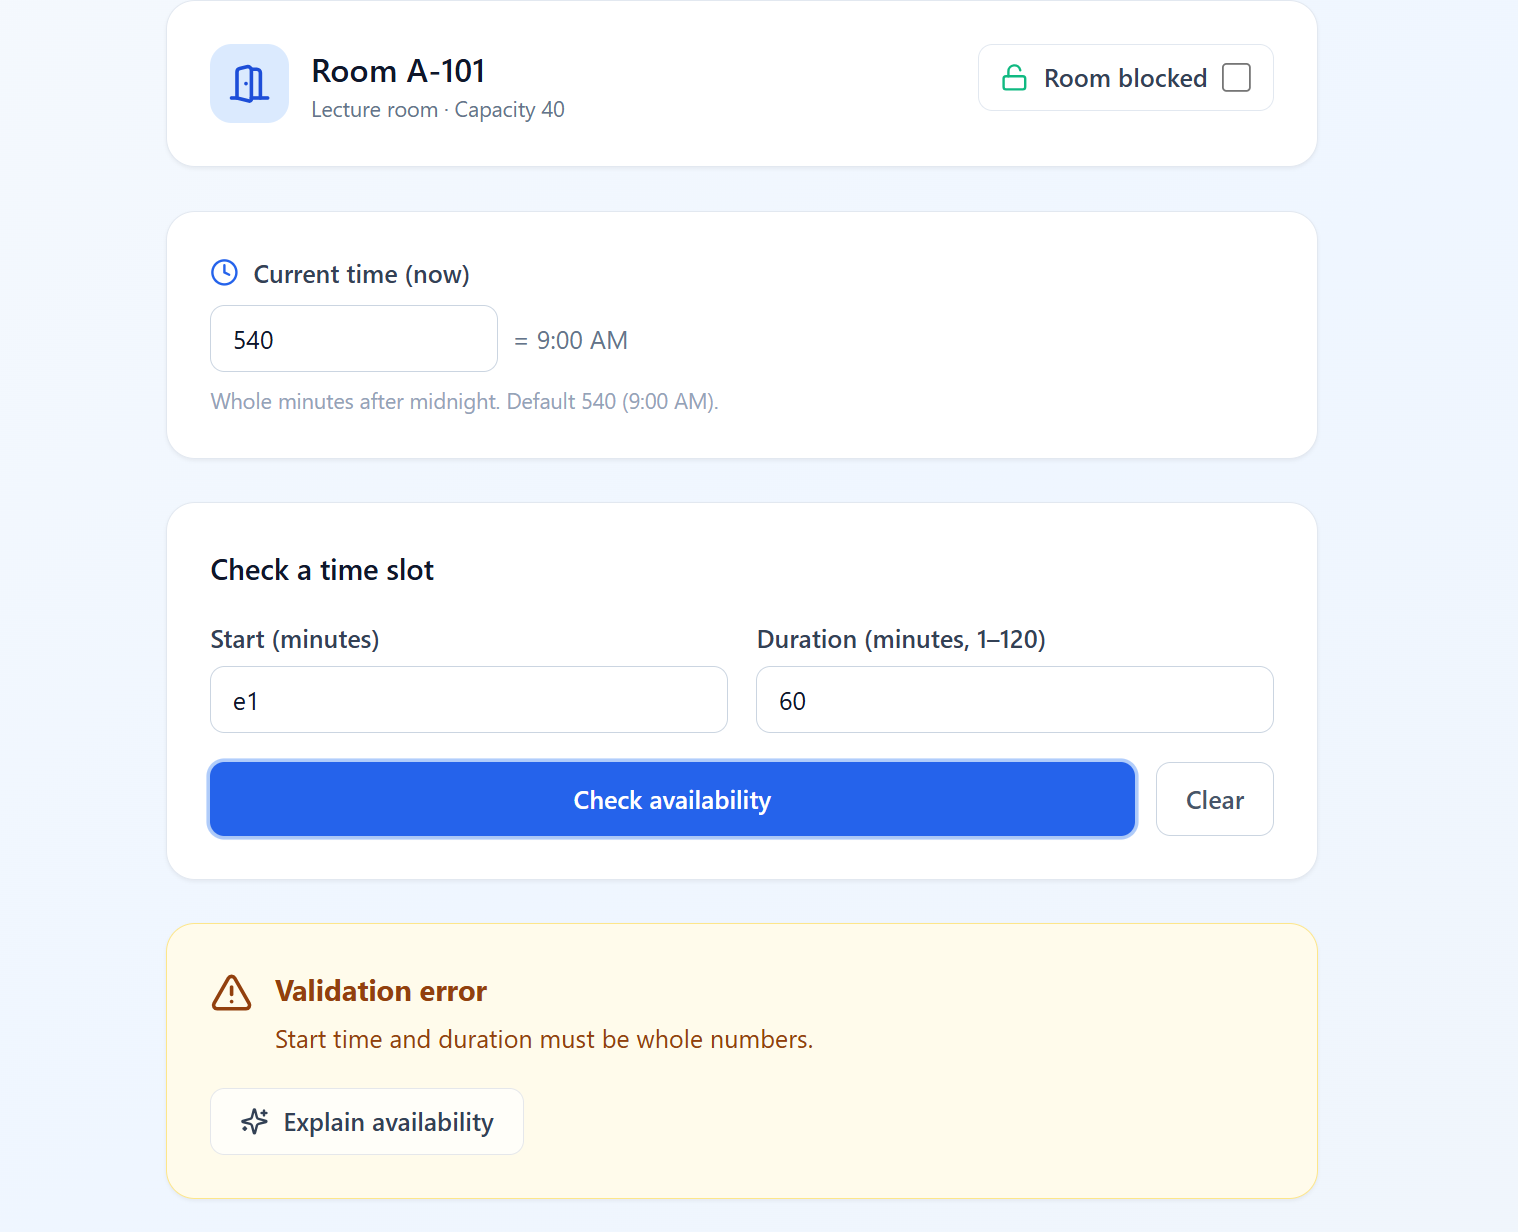 Room A-101
Lecture room · Capacity 40
Room blocked
Current time (now)
540
= 9:00 AM
Whole minutes after midnight. Default 540 (9:00 AM).
Check a time slot
Start (minutes)
Duration (minutes, 1–120)
e1
60
Check availability
Clear
Validation error
Start time and duration must be whole numbers.
Explain availability